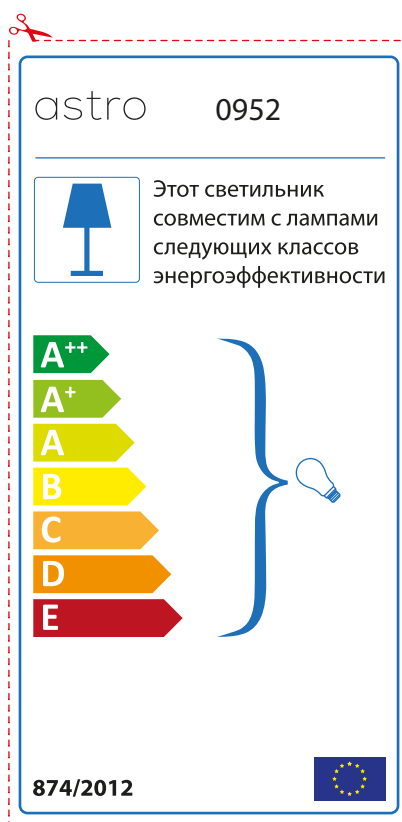 astro 0952
Этот светильник
совместим с лампами
следующих классов
энергоэффективности
A++
A+
A
B
C
D
E
874/2012